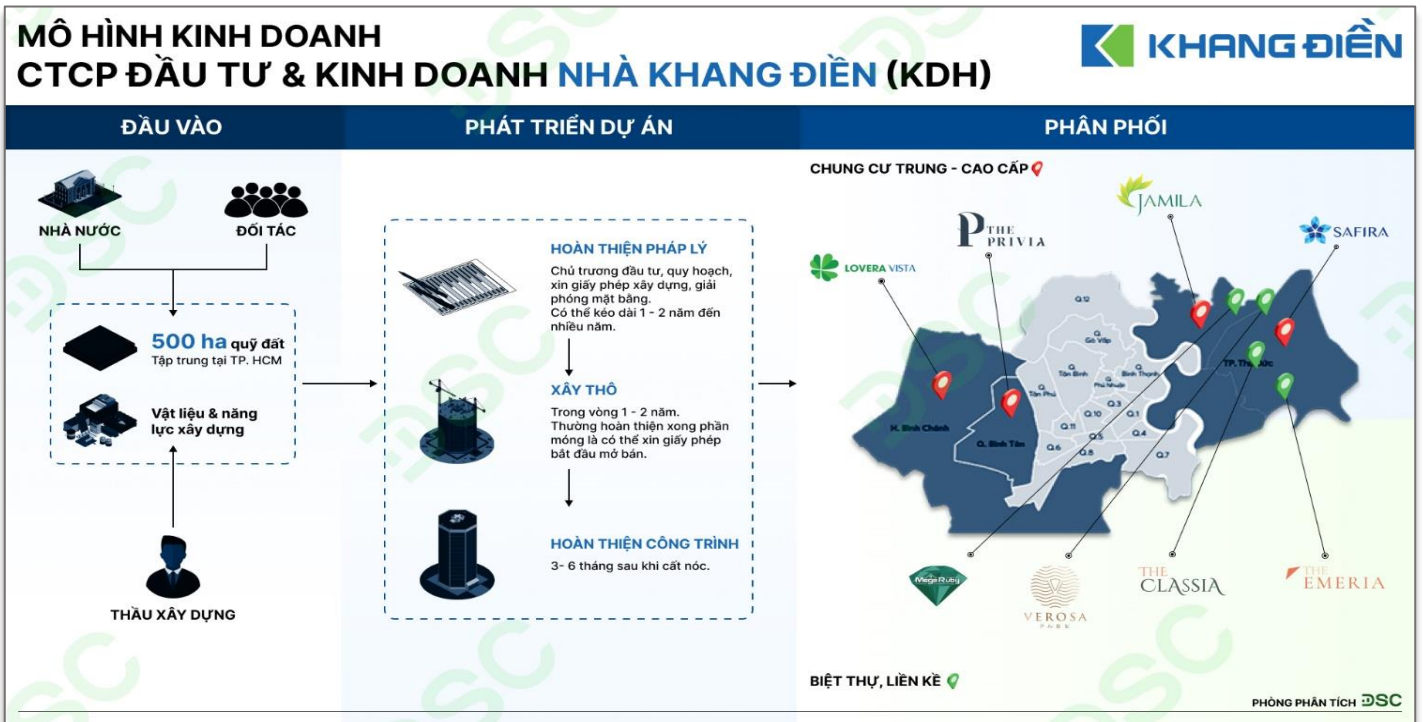 MÔ HÌNH KINH DOANH
CTCP ĐẦU TƯ & KINH DOANH NHÀ KHANG ĐIỀN (KDH)
KHANG ĐIỀN
ĐẦU VÀO
PHÁT TRIỂN DỰ ÁN
PHÂN PHỐI
NHÀ NƯỚC
ĐỐI TÁC
500 ha quỹ đất
Tập trung tại TP. HCM
Vật liệu & năng
lực xây dựng
THẦU XÂY DỰNG
HOÀN THIỆN PHÁP LÝ
Chủ trương đầu tư, quy hoạch,
xin giấy phép xây dựng, giải
phóng mặt bằng.
Có thể kéo dài 1 - 2 năm đến
nhiều năm.
XÂY THÔ
Trong vòng 1 - 2 năm.
Thường hoàn thiện xong phần
móng là có thể xin giấy phép
bắt đầu mở bán.
HOÀN THIỆN CÔNG TRÌNH
3- 6 tháng sau khi cất nóc.
CHUNG CƯ TRUNG - CAO CẤP
JAMILA
THE
PRIVIA
SAFIRA
LOVERA VISTA
Q.12
Q.
Gò Vấp
TP. Thủ Đức
Q.
Tân Bình
Bình Thạnh
Q.
Phú Nhuận
Q.
Tân Phú
Q.3
Q.10
Q.1
H. Bình Chánh
Q. Bình Tân
Q.11
Q.5
Q.4
Q.6
Q.8
Q.7
Mega Ruby
VEROSA
PARK
THE
CLASSIA
THE
EMERIA
BIỆT THỰ, LIỀN KỀ
PHÒNG PHÂN TÍCH DSC
DSC